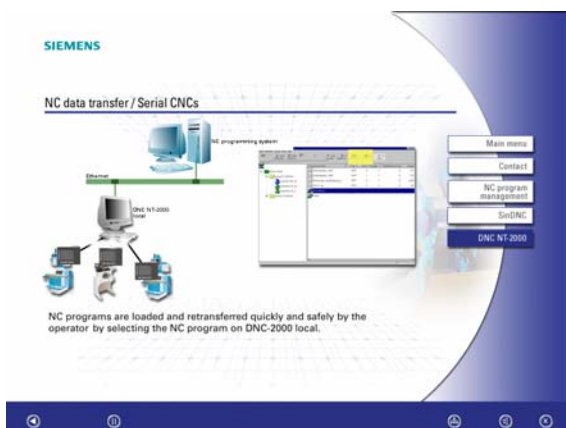 SIEMENS
NC data transfer / Serial CNCs
NC programming system
Ethernet
DNC NT-2000
local
Main menu
Contact
NC program
management
SinDNC
DNC NT-2000
NC programs are loaded and retransferred quickly and safely by the
operator by selecting the NC program on DNC-2000 local.